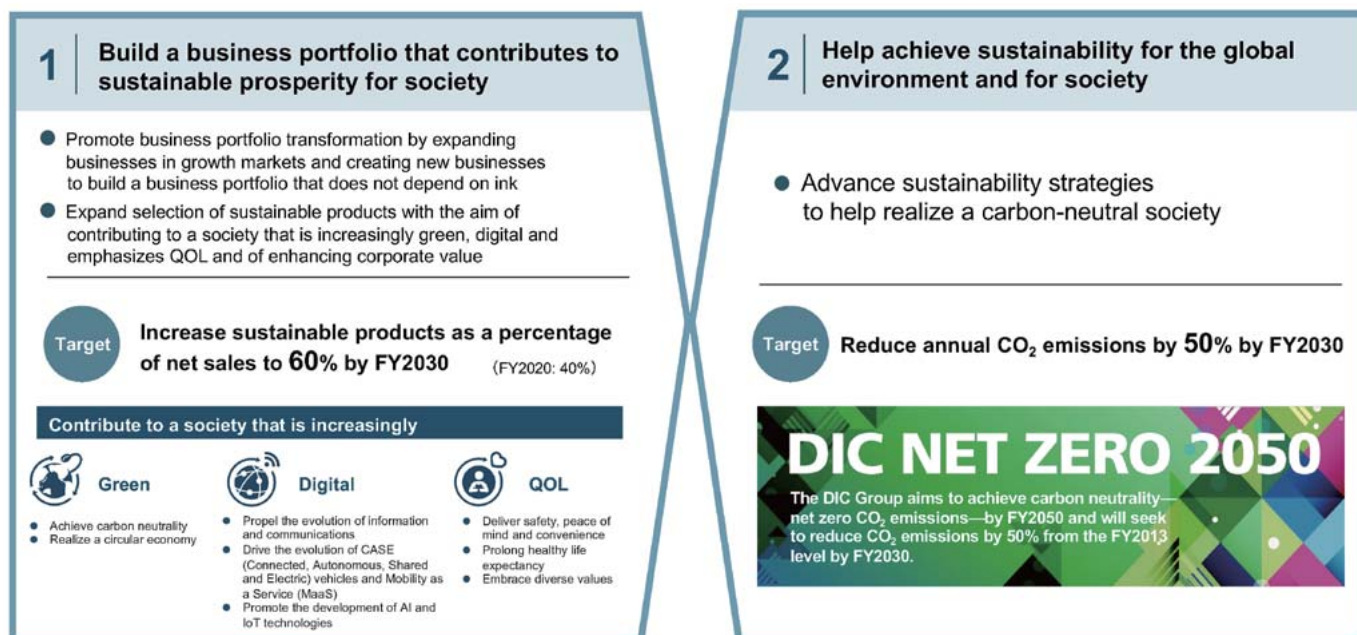 1
Build a business portfolio that contributes to
sustainable prosperity for society
● Promote business portfolio transformation by expanding
businesses in growth markets and creating new businesses
to build a business portfolio that does not depend on ink
● Expand selection of sustainable products with the aim of
contributing to a society that is increasingly green, digital and
emphasizes QOL and of enhancing corporate value
Target
Increase sustainable products as a percentage
of net sales to 60% by FY2030 (FY2020: 40%)
Contribute to a society that is increasingly
Green
● Achieve carbon neutrality
● Realize a circular economy
Digital
● Propel the evolution of information
and communications
● Drive the evolution of CASE
(Connected, Autonomous, Shared
and Electric) vehicles and Mobility as
a Service (MaaS)
● Promote the development of AI and
IoT technologies
QOL
● Deliver safety, peace of
mind and convenience
● Prolong healthy life
expectancy
● Embrace diverse values
2
Help achieve sustainability for the global
environment and for society
● Advance sustainability strategies
to help realize a carbon-neutral society
Target
Reduce annual CO₂ emissions by 50% by FY2030
DIC NET ZERO 2050
The DIC Group aims to achieve carbon neutrality—
net zero CO₂ emissions—by FY2050 and will seek
to reduce CO₂ emissions by 50% from the FY2013
level by FY2030.